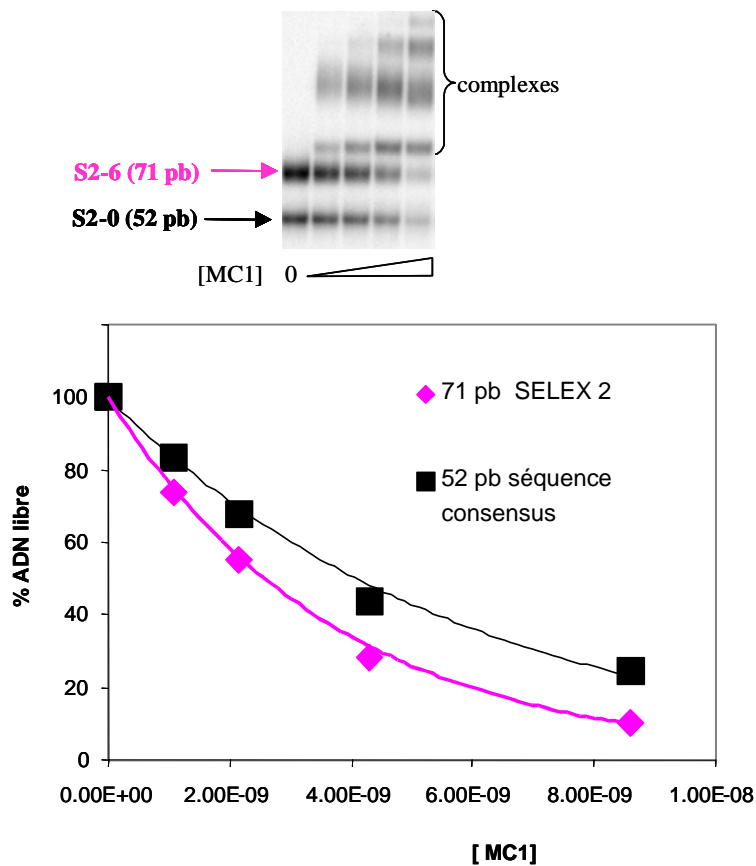 complexes
S2-6 (71 pb)
S2-0 (52 pb)
[MC1] 0
100
80
60
40
20
0
% ADN libre
71 pb SELEX 2
52 pb séquence
consensus
0.00E+00 2.00E-09 4.00E-09 6.00E-09 8.00E-09 1.00E-08
[ MC1]